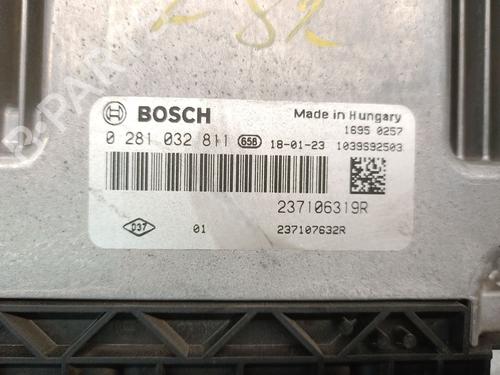 BOSCH
Made in Hungary
1695 0257
0 281 032 811 658 18-01-23 1039S92503
237106319R
D37 01 237107632R